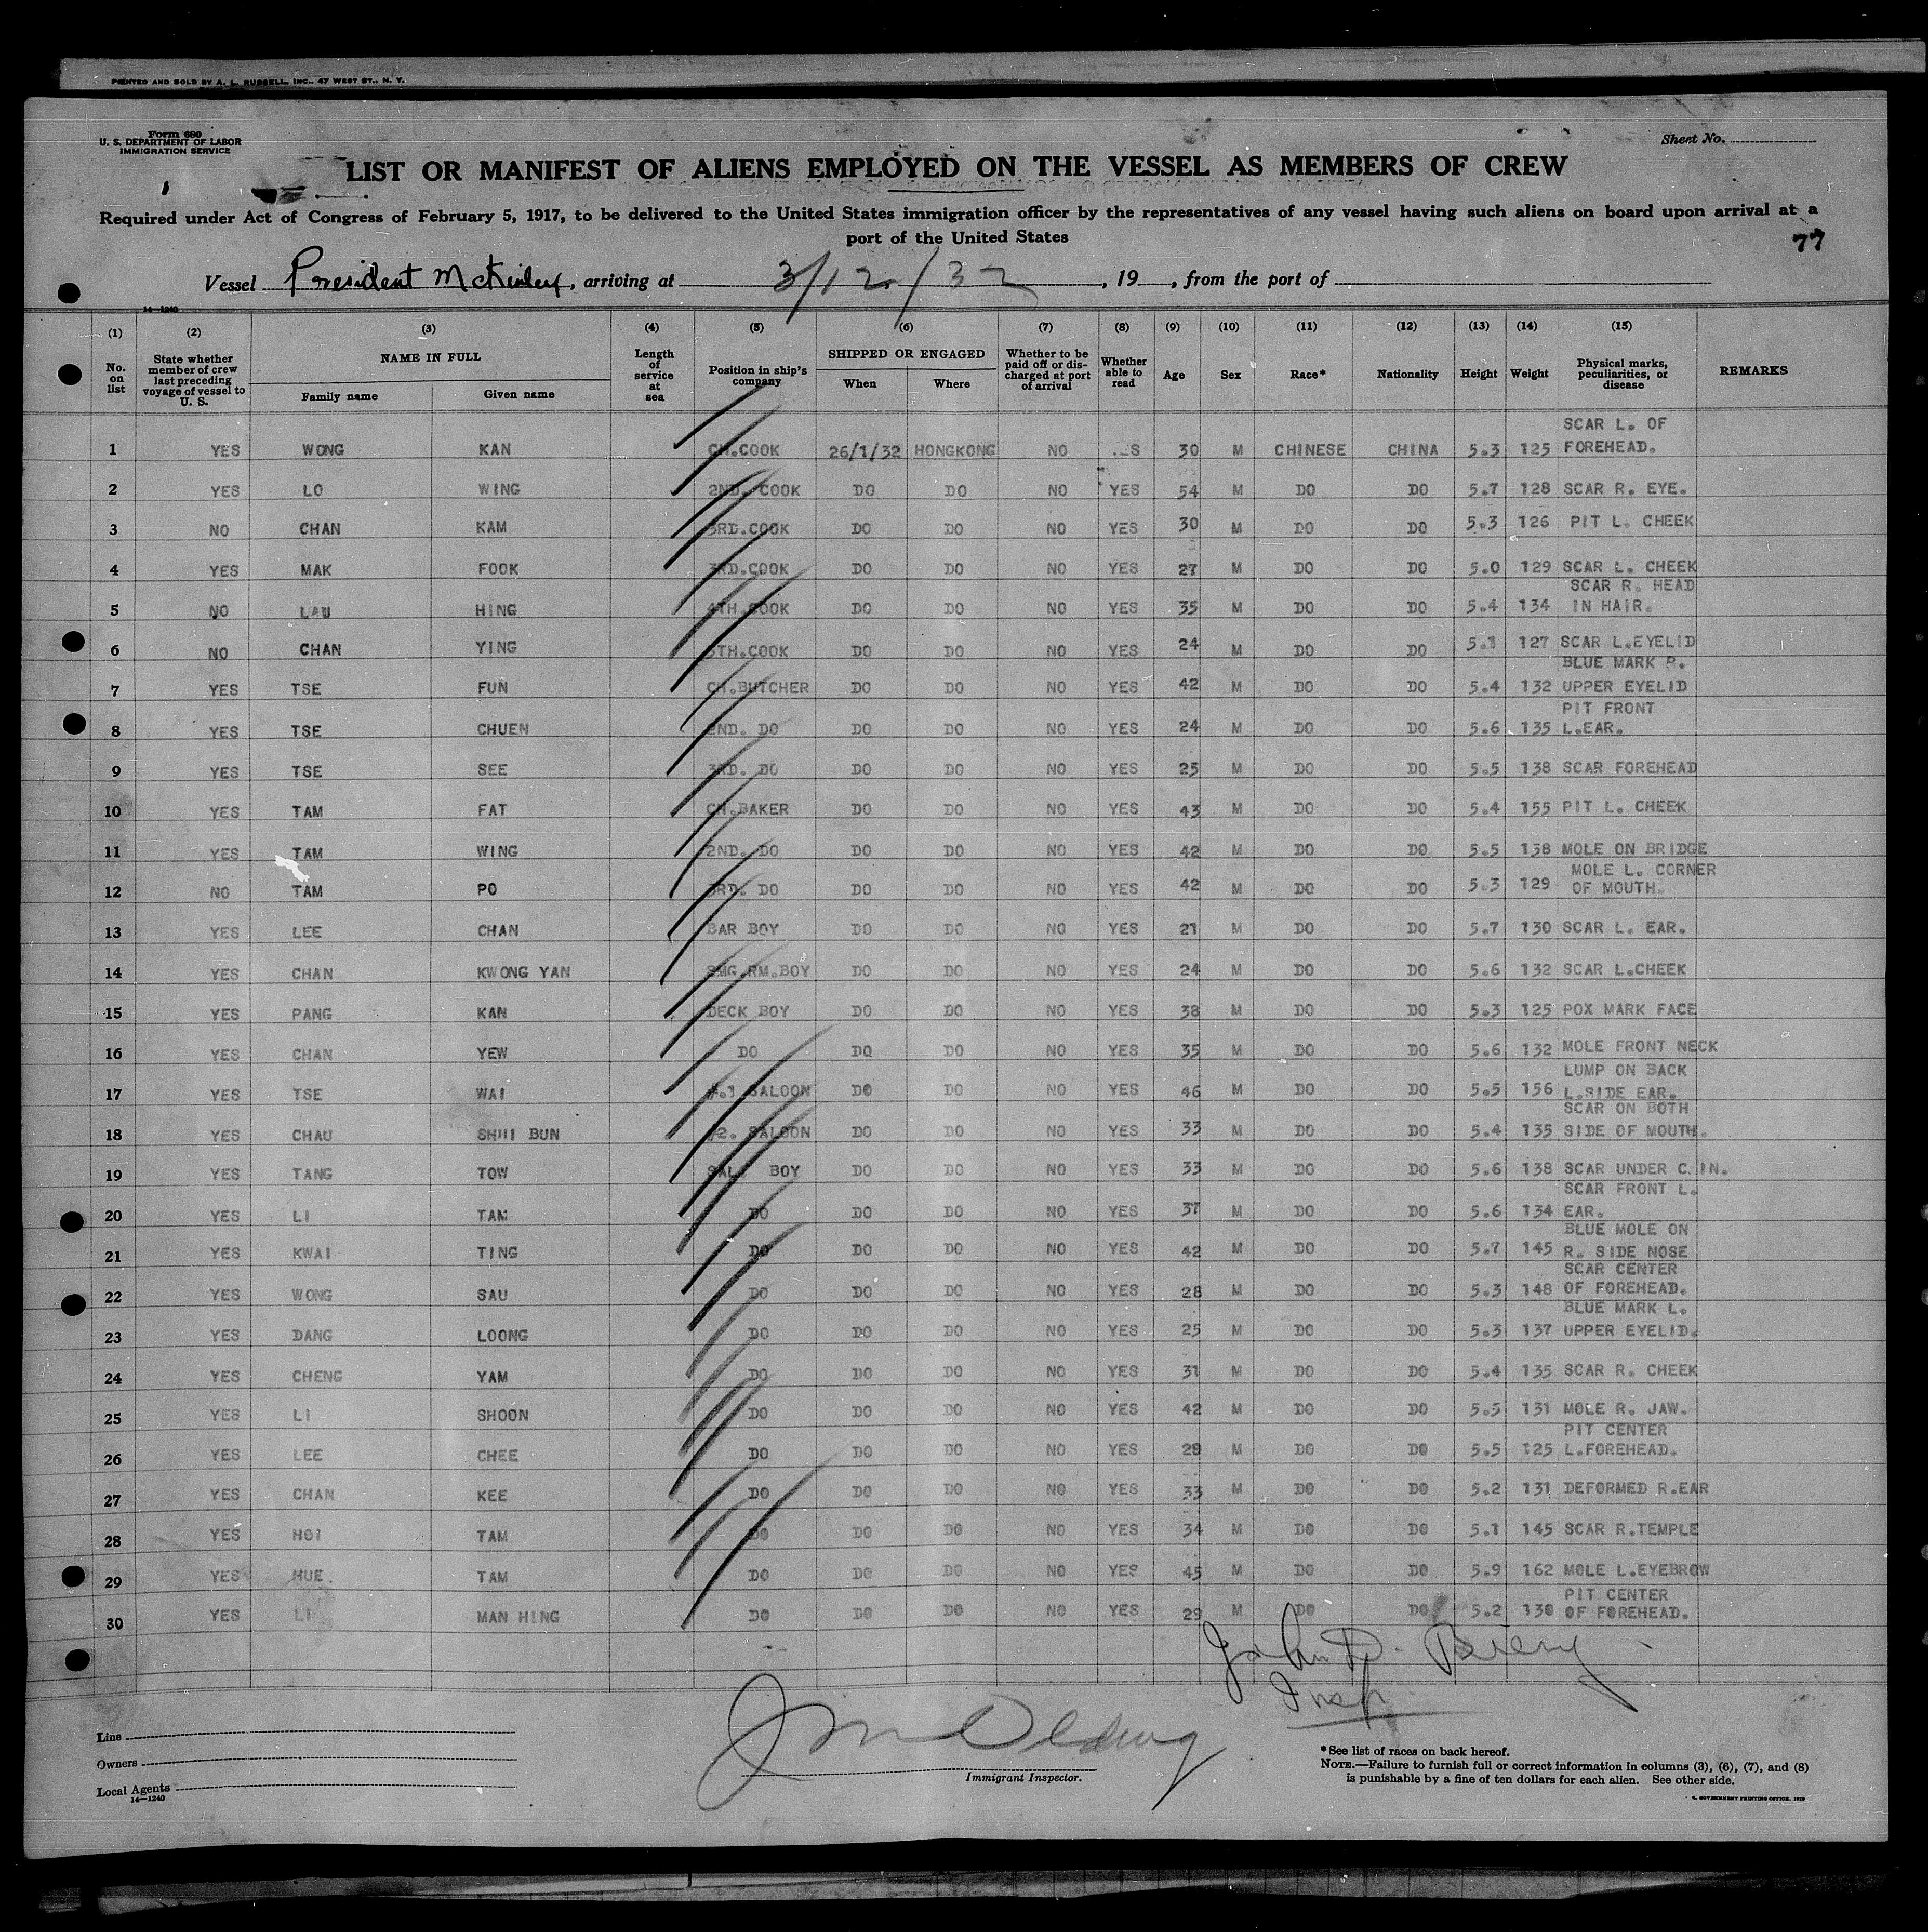 PRINTED AND SOLD BY A. L. RUSSELL, INC., 47 WEST ST., N. Y.
Form 680
U. S. DEPARTMENT OF LABOR
IMMIGRATION SERVICE
Sheet No.
LIST OR MANIFEST OF ALIENS EMPLOYED ON THE VESSEL AS MEMBERS OF CREW
Required under Act of Congress of February 5, 1917, to be delivered to the United States immigration officer by the representatives of any vessel having such aliens on board upon arrival at a
port of the United States
77
Vessel President McKinley, arriving at 3/12/32, 19 , from the port of
14—1240
(1) (2) (3) (4) (5) (6) (7) (8) (9) (10) (11) (12) (13) (14) (15)
No. on list State whether member of crew last preceding voyage of vessel to U. S. NAME IN FULL Family name Given name Length of service at sea Position in ship's company SHIPPED OR ENGAGED When Where Whether to be paid off or discharged at port of arrival Whether able to read Age Sex Race* Nationality Height Weight Physical marks, peculiarities, or disease REMARKS
1 YES WONG KAN CH.COOK 26/1/32 HONGKONG NO 30 M CHINESE CHINA 5.3 125 SCAR L. OF FOREHEAD.
2 YES LO WING 2ND. COOK DO DO NO YES 54 M DO DO 5.7 128 SCAR R. EYE.
3 NO CHAN KAM 3RD.COOK DO DO NO YES 30 M DO DO 5.3 126 PIT L. CHEEK
4 YES MAK FOOK 3RD.COOK DO DO NO YES 27 M DO DO 5.0 129 SCAR L. CHEEK
5 NO LAU HING 4TH.COOK DO DO NO YES 35 M DO DO 5.4 134 SCAR R. HEAD IN HAIR.
6 NO CHAN YING 5TH.COOK DO DO NO YES 24 M DO DO 5.1 127 SCAR L.EYELID
7 YES TSE FUN CH.BUTCHER DO DO NO YES 42 M DO DO 5.4 132 BLUE MARK R. UPPER EYELID
8 YES TSE CHUEN 2ND. DO DO DO NO YES 24 M DO DO 5.6 135 PIT FRONT L.EAR.
9 YES TSE SEE 3RD. DO DO DO NO YES 25 M DO DO 5.5 138 SCAR FOREHEAD
10 YES TAM FAT CH.BAKER DO DO NO YES 43 M DO DO 5.4 155 PIT L. CHEEK
11 YES TAM WING 2ND. DO DO DO NO YES 42 M DO DO 5.5 138 MOLE ON BRIDGE
12 NO TAM PO 3RD. DO DO DO NO YES 42 M DO DO 5.3 129 MOLE L. CORNER OF MOUTH.
13 YES LEE CHAN BAR BOY DO DO NO YES 21 M DO DO 5.7 130 SCAR L. EAR.
14 YES CHAN KWONG YAN SMG.RM.BOY DO DO NO YES 24 M DO DO 5.6 132 SCAR L.CHEEK
15 YES PANG KAN DECK BOY DO DO NO YES 38 M DO DO 5.3 125 POX MARK FACE
16 YES CHAN YEW DO DO DO NO YES 35 M DO DO 5.6 132 MOLE FRONT NECK
17 YES TSE WAI #.1 SALOON DO DO NO YES 46 M DO DO 5.5 156 LUMP ON BACK L.SIDE EAR.
18 YES CHAU SHUI BUN #2. SALOON DO DO NO YES 33 M DO DO 5.4 135 SCAR ON BOTH SIDE OF MOUTH.
19 YES TANG TOW SAL. BOY DO DO NO YES 33 M DO DO 5.6 138 SCAR UNDER C.IN.
20 YES LI TAM DO DO DO NO YES 37 M DO DO 5.6 134 SCAR FRONT L. EAR.
21 YES KWAI TING DO DO DO NO YES 42 M DO DO 5.7 145 BLUE MOLE ON R. SIDE NOSE
22 YES WONG SAU DO DO DO NO YES 28 M DO DO 5.3 148 SCAR CENTER OF FOREHEAD.
23 YES DANG LOONG DO DO DO NO YES 25 M DO DO 5.3 137 BLUE MARK L. UPPER EYELID.
24 YES CHENG YAM DO DO DO NO YES 31 M DO DO 5.4 135 SCAR R. CHEEK
25 YES LI SHOON DO DO DO NO YES 42 M DO DO 5.5 131 MOLE R. JAW.
26 YES LEE CHEE DO DO DO NO YES 28 M DO DO 5.5 125 PIT CENTER L.FOREHEAD.
27 YES CHAN KEE DO DO DO NO YES 33 M DO DO 5.2 131 DEFORMED R.EAR
28 YES HOI TAM DO DO DO NO YES 34 M DO DO 5.1 145 SCAR R.TEMPLE
29 YES HUE TAM DO DO DO NO YES 45 M DO DO 5.9 162 MOLE L.EYEBROW
30 YES LI MAN HING DO DO DO NO YES 29 M DO DO 5.2 130 PIT CENTER OF FOREHEAD.
John D. Biery
Insp
Line
Owners
Local Agents
14—1240
Immigrant Inspector.
*See list of races on back hereof.
NOTE.—Failure to furnish full or correct information in columns (3), (6), (7), and (8)
is punishable by a fine of ten dollars for each alien. See other side.
GOVERNMENT PRINTING OFFICE. 1919